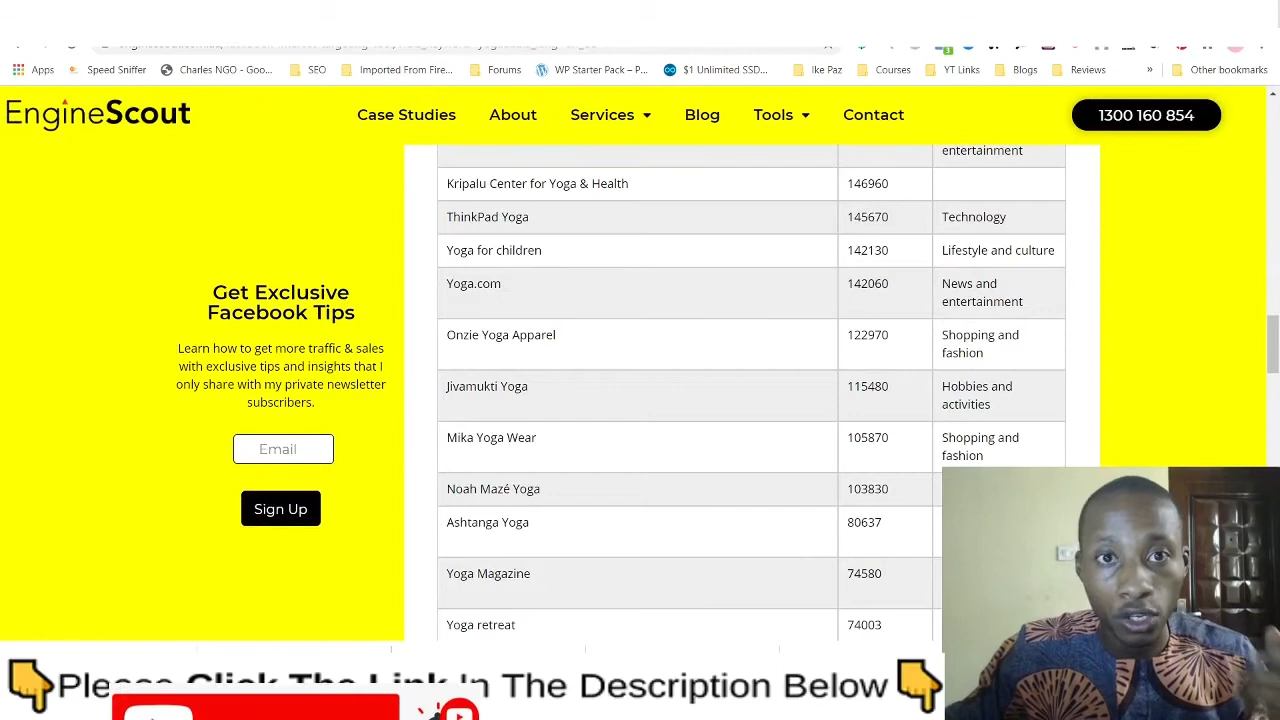 Apps
Speed Sniffer
Charles NGO - Goo...
SEO
Imported From Fire...
Forums
WP Starter Pack – P...
$1 Unlimited SSD...
Ike Paz
Courses
YT Links
Blogs
Reviews
»
Other bookmarks
EngineScout
Case Studies
About
Services
Blog
Tools
Contact
1300 160 854
entertainment
Kripalu Center for Yoga & Health 146960
ThinkPad Yoga 145670 Technology
Yoga for children 142130 Lifestyle and culture
Yoga.com 142060 News and
entertainment
Onzie Yoga Apparel 122970 Shopping and
fashion
Jivamukti Yoga 115480 Hobbies and
activities
Mika Yoga Wear 105870 Shopping and
fashion
Noah Mazé Yoga 103830
Ashtanga Yoga 80637
Yoga Magazine 74580
Yoga retreat 74003
Get Exclusive
Facebook Tips
Learn how to get more traffic & sales
with exclusive tips and insights that I
only share with my private newsletter
subscribers.
Email
Sign Up
Please Click The Link In The Description Below